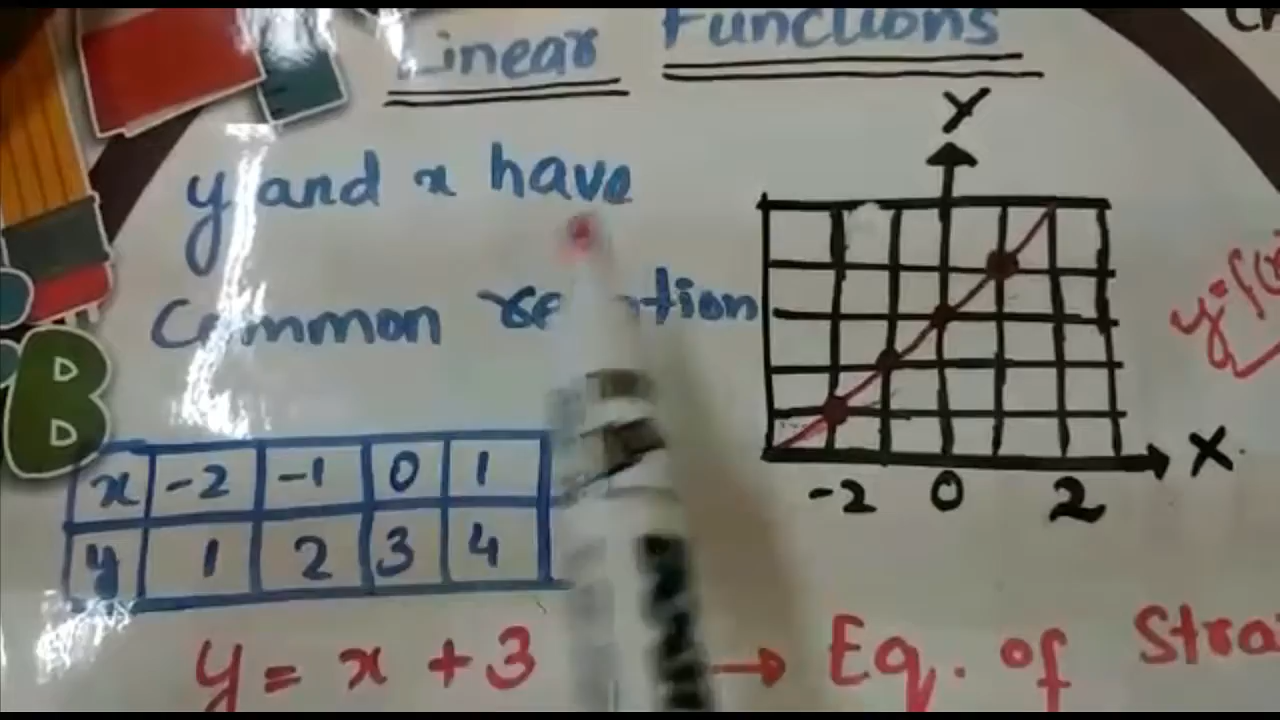 Linear Functions
y and x have
Common
x -2 -1 0 1
y 1 2 3 4
y = x + 3 → Eq. of
Y
X
-2 0 2
B